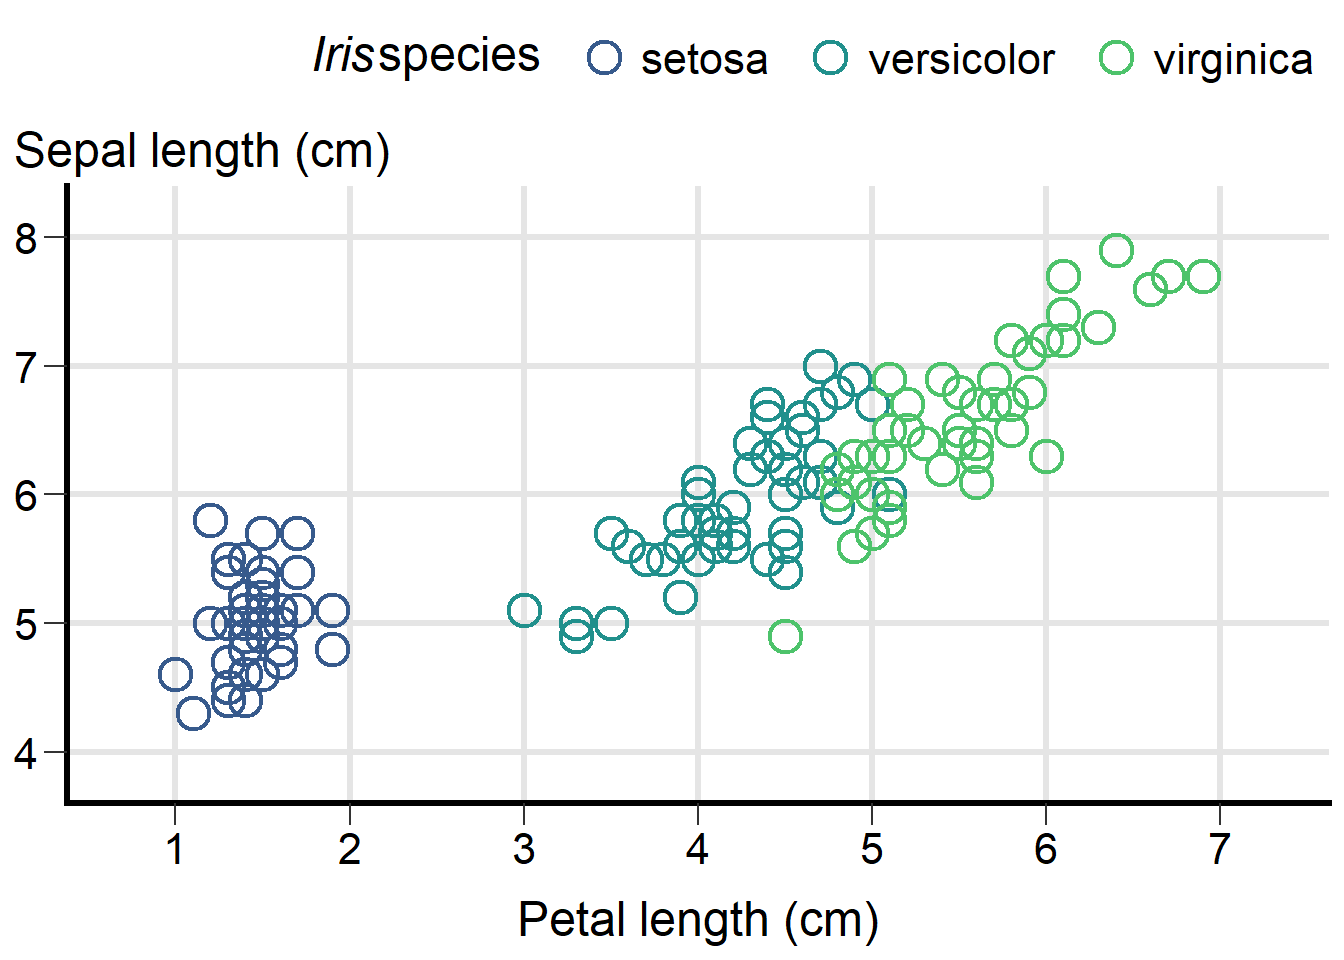 Iris species setosa versicolor virginica
Sepal length (cm)
8
7
6
5
4
1 2 3 4 5 6 7
Petal length (cm)